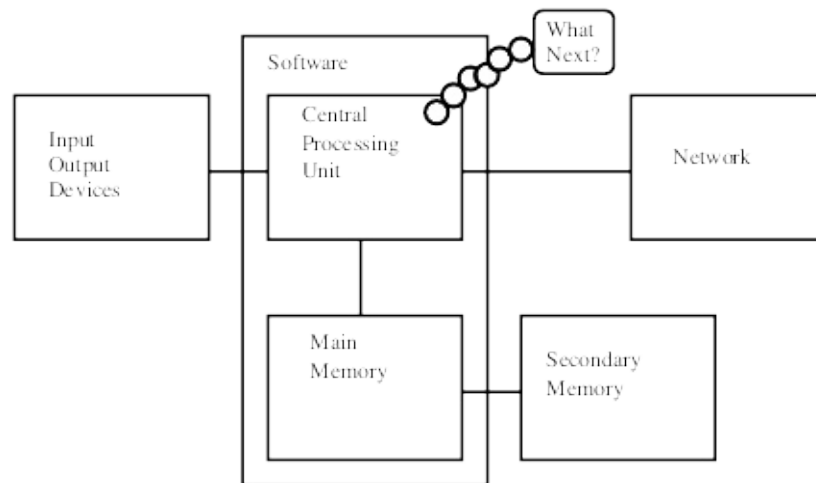 What
Next?
Software
Input
Output
Devices
Central
Processing
Unit
Network
Main
Memory
Secondary
Memory